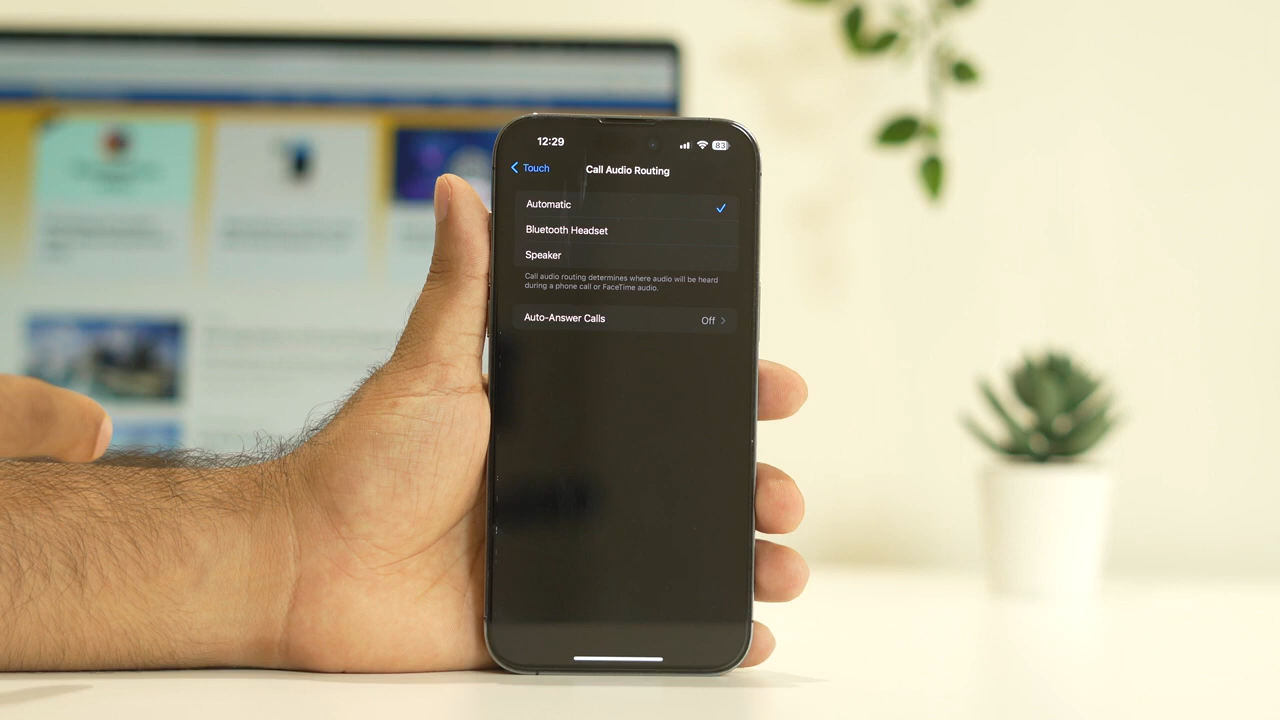 12:29
83
Touch
Call Audio Routing
Automatic
Bluetooth Headset
Speaker
Call audio routing determines where audio will be heard
during a phone call or FaceTime audio.
Auto-Answer Calls Off